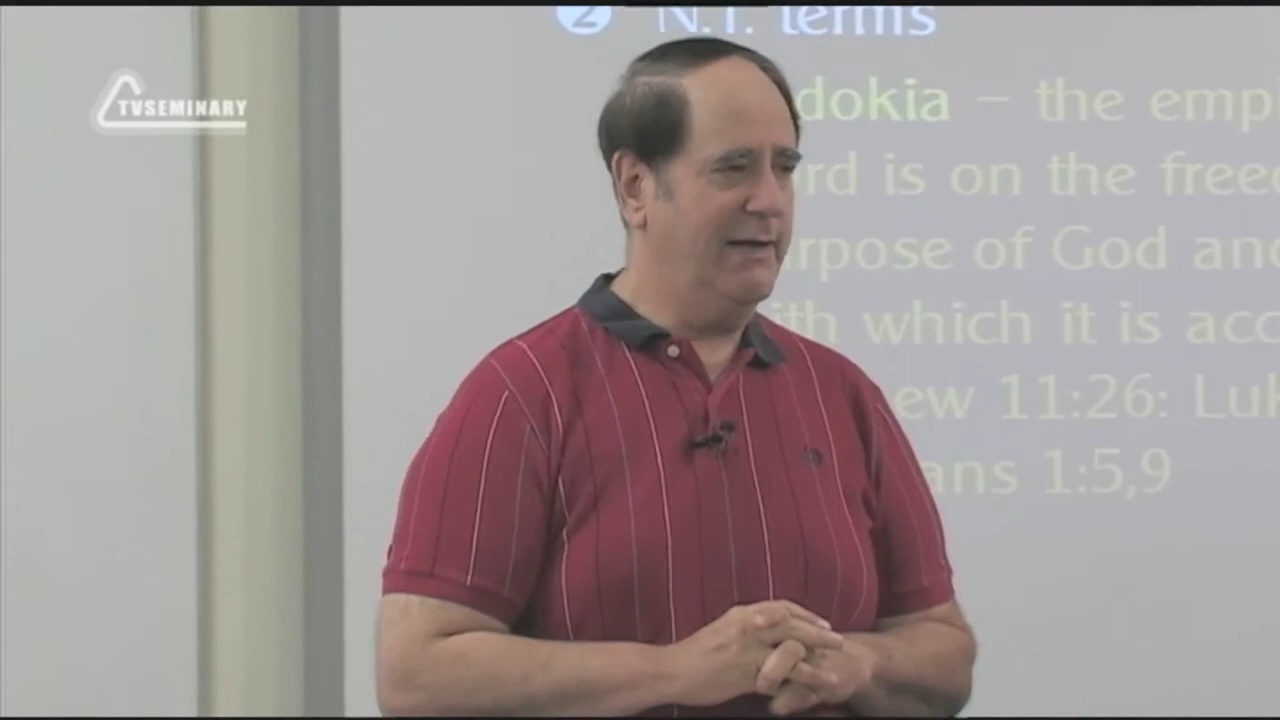 TVSEMINARY
2 N.T. terms
dokia – the emp
rd is on the free
rpose of God and
ith which it is acc
ew 11:26: Luk
ans 1:5,9